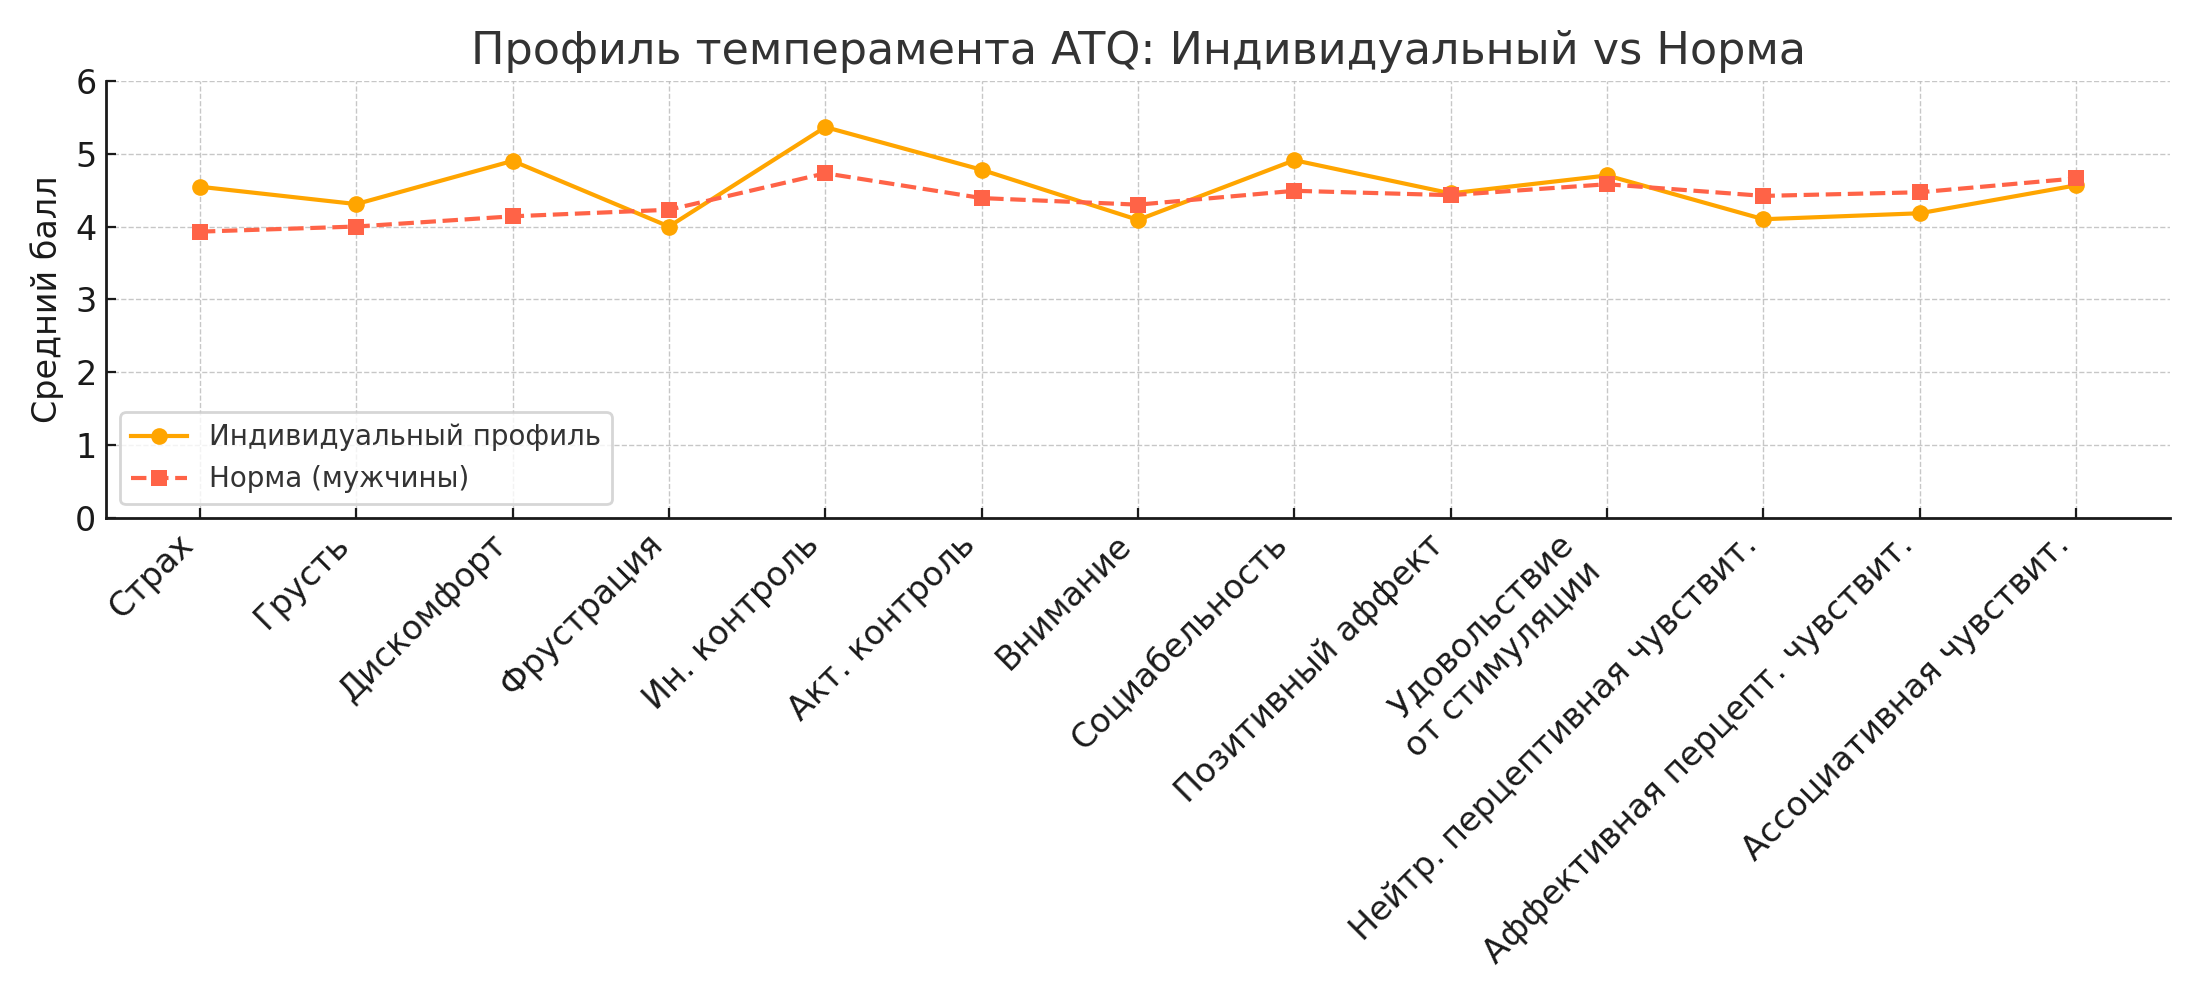 Профиль темперамента ATQ: Индивидуальный vs Норма
Средний балл
6
5
4
3
2
1
0
Индивидуальный профиль
Норма (мужчины)
Страх
Грусть
Дискомфорт
Фрустрация
Ин. контроль
Акт. контроль
Внимание
Социабельность
Позитивный аффект
Удовольствие
от стимуляции
Нейтр. перцептивная чувствит.
Аффективная перцепт. чувствит.
Ассоциативная чувствит.